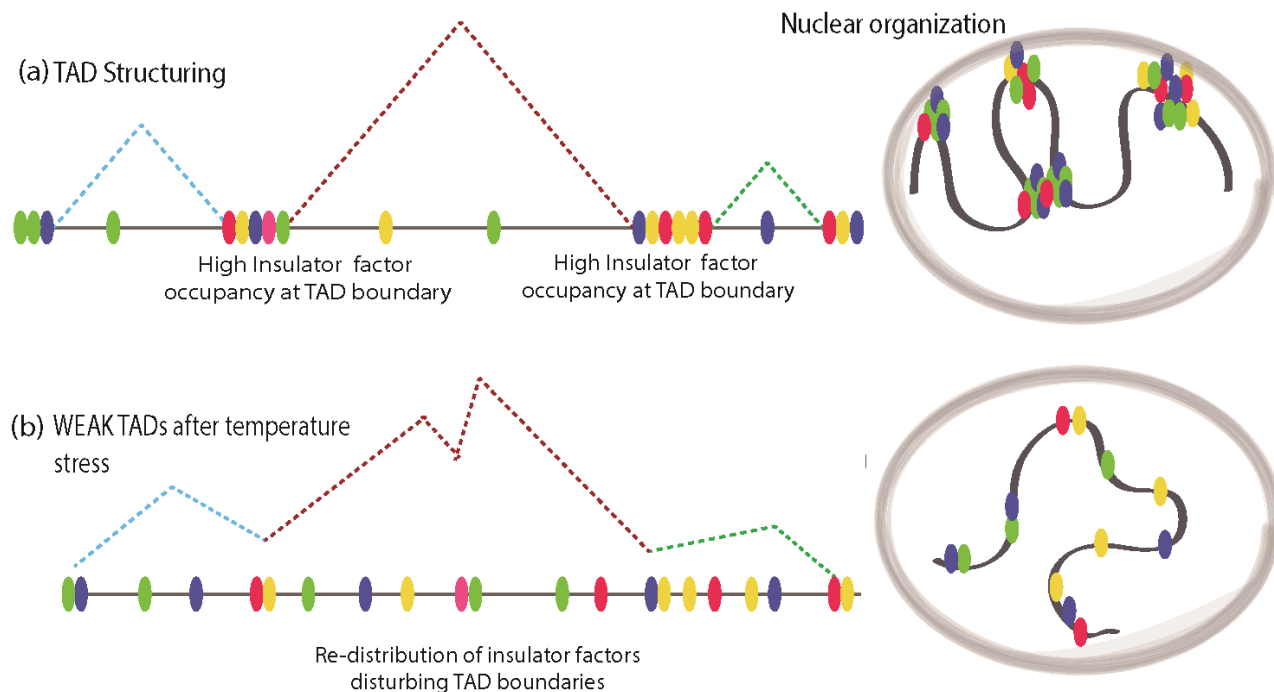 Nuclear organization
(a) TAD Structuring
High Insulator factor
occupancy at TAD boundary
High Insulator factor
occupancy at TAD boundary
(b) WEAK TADs after temperature
stress
Re-distribution of insulator factors
disturbing TAD boundaries